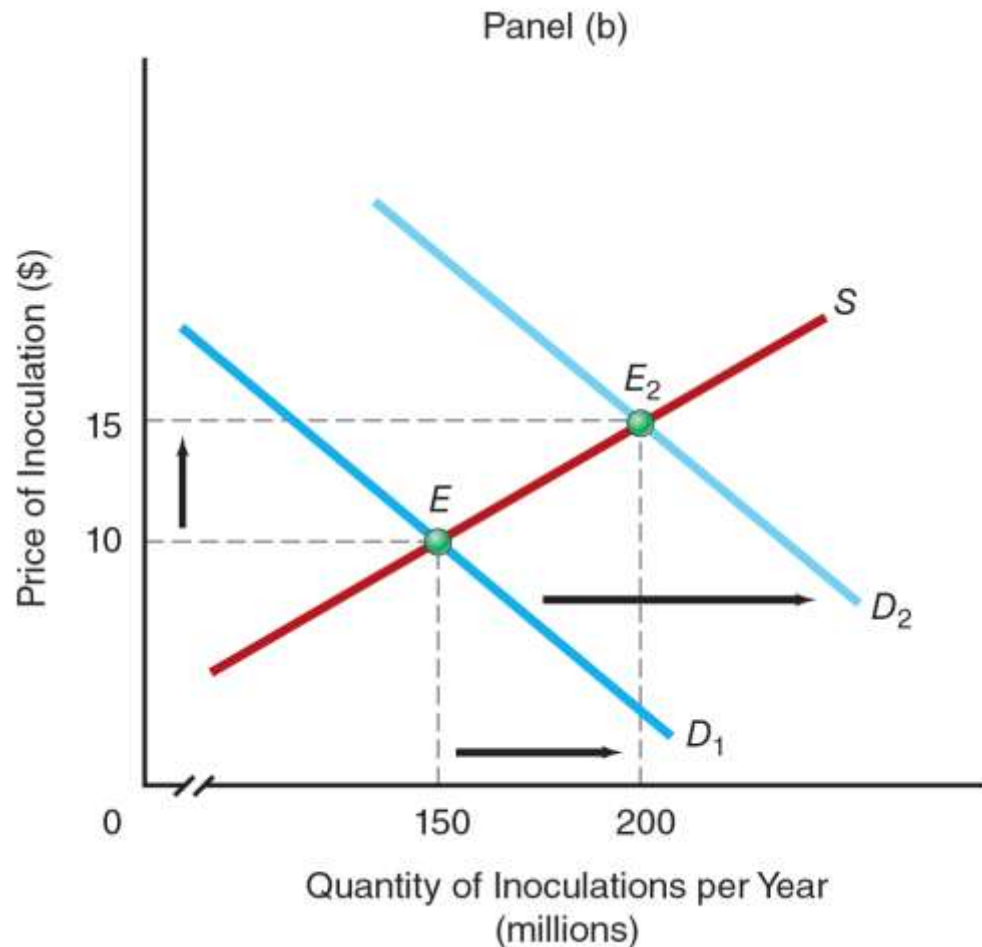 Panel (b)
Price of Inoculation ($)
S
E₂
15
E
10
D₂
D₁
0
150
200
Quantity of Inoculations per Year
(millions)